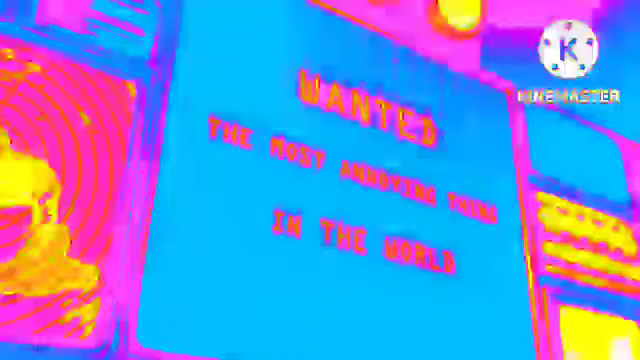 WANTED
THE MOST ANNOYING THING
IN THE WORLD
K
KINEMASTER